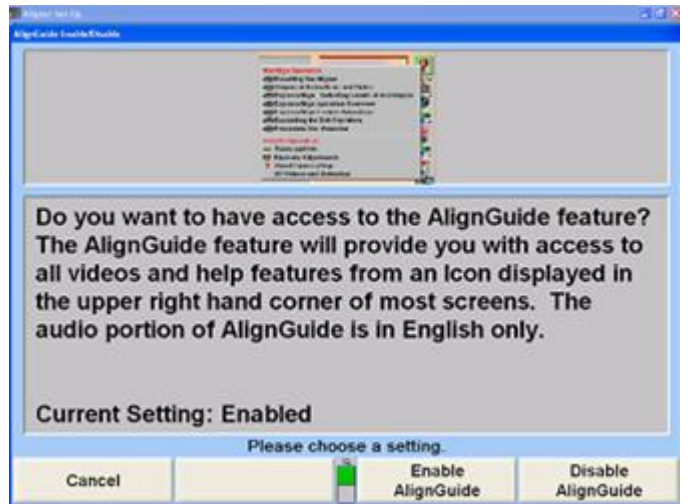 Aligner Set-Up
AlignGuide Enable/Disable
Do you want to have access to the AlignGuide feature?
The AlignGuide feature will provide you with access to
all videos and help features from an Icon displayed in
the upper right hand corner of most screens. The
audio portion of AlignGuide is in English only.
Current Setting: Enabled
Please choose a setting.
Cancel
Enable
AlignGuide
Disable
AlignGuide